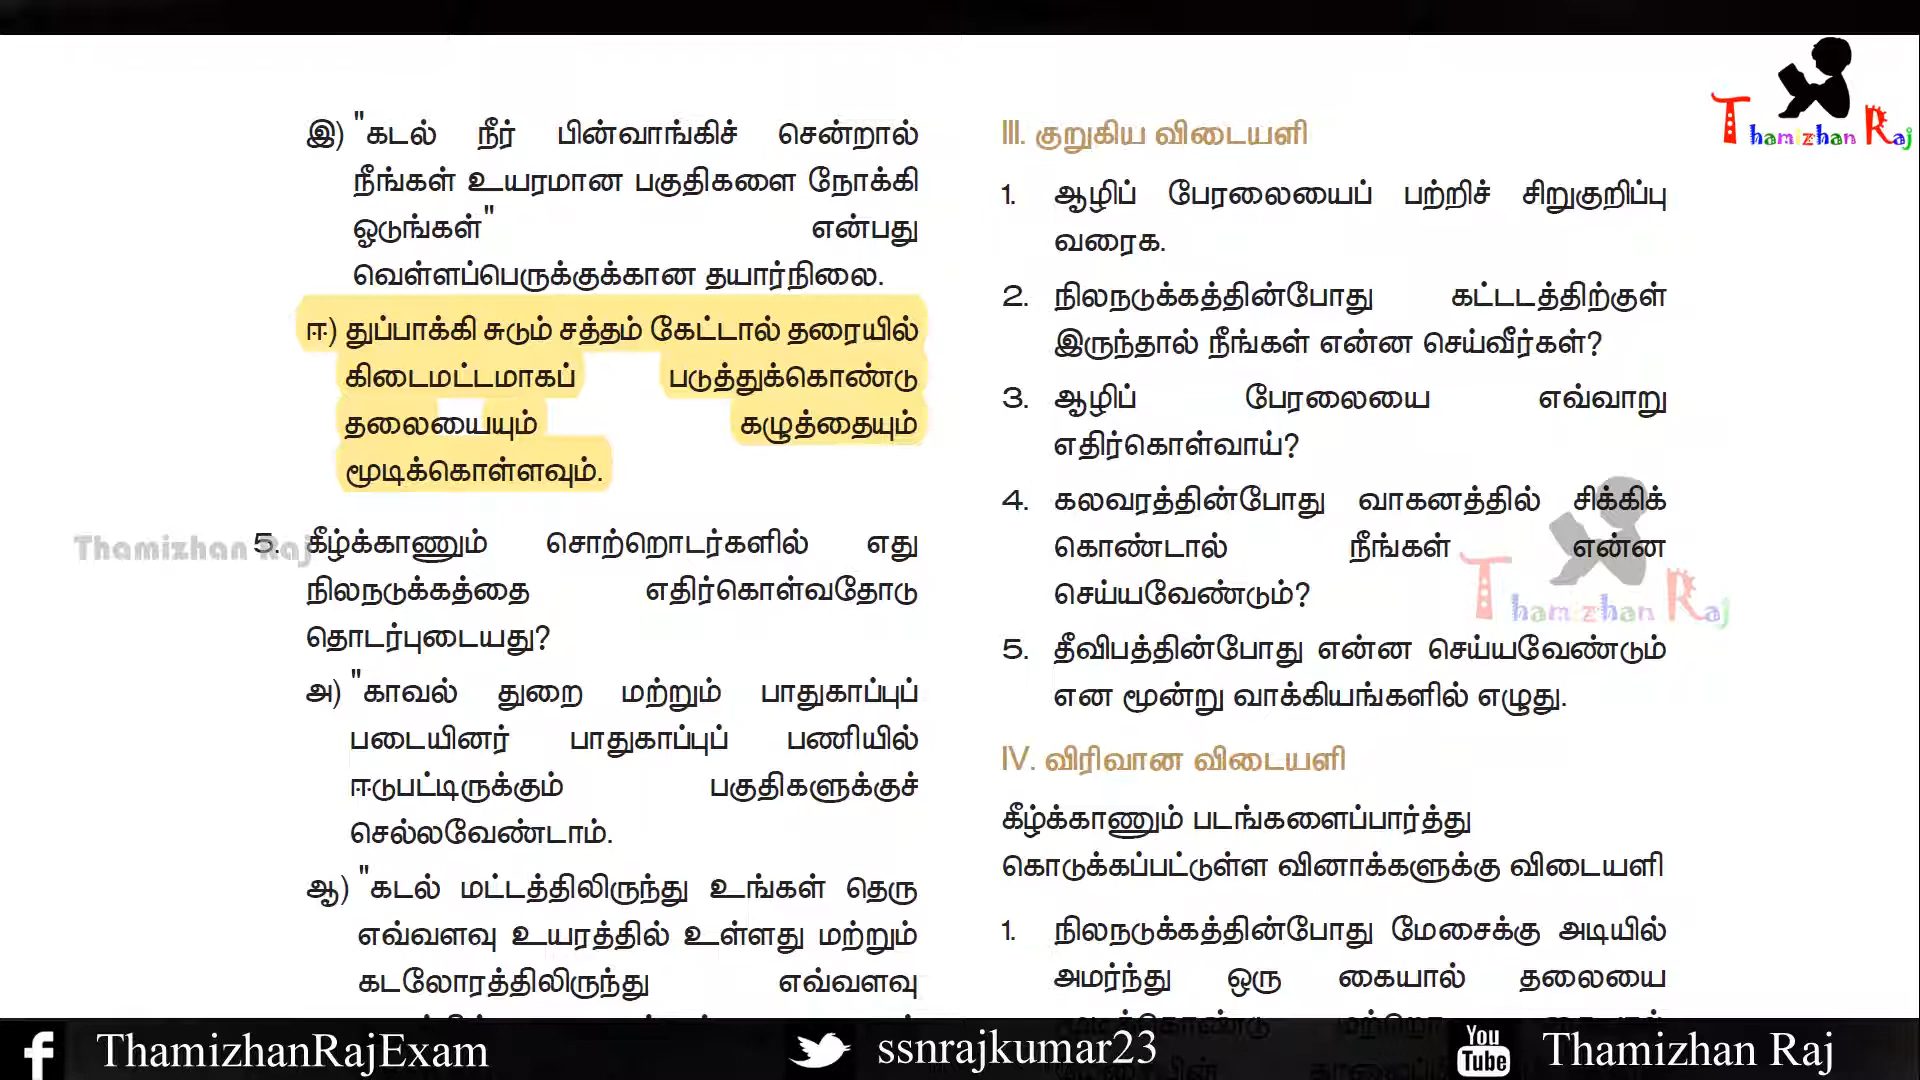 இ) "கடல் நீர் பின்வாங்கிச் சென்றால்
நீங்கள் உயரமான பகுதிகளை நோக்கி
ஓடுங்கள்" என்பது
வெள்ளப்பெருக்குக்கான தயார்நிலை.
ஈ) துப்பாக்கி சுடும் சத்தம் கேட்டால் தரையில்
கிடைமட்டமாகப் படுத்துக்கொண்டு
தலையையும் கழுத்தையும்
மூடிக்கொள்ளவும்.
5. கீழ்க்காணும் சொற்றொடர்களில் எது
நிலநடுக்கத்தை எதிர்கொள்வதோடு
தொடர்புடையது?
அ) "காவல் துறை மற்றும் பாதுகாப்புப்
படையினர் பாதுகாப்புப் பணியில்
ஈடுபட்டிருக்கும் பகுதிகளுக்குச்
செல்லவேண்டாம்.
ஆ) "கடல் மட்டத்திலிருந்து உங்கள் தெரு
எவ்வளவு உயரத்தில் உள்ளது மற்றும்
கடலோரத்திலிருந்து எவ்வளவு
III. குறுகிய விடையளி
1. ஆழிப் பேரலையைப் பற்றிச் சிறுகுறிப்பு
வரைக.
2. நிலநடுக்கத்தின்போது கட்டடத்திற்குள்
இருந்தால் நீங்கள் என்ன செய்வீர்கள்?
3. ஆழிப் பேரலையை எவ்வாறு
எதிர்கொள்வாய்?
4. கலவரத்தின்போது வாகனத்தில் சிக்கிக்
கொண்டால் நீங்கள் என்ன
செய்யவேண்டும்?
5. தீவிபத்தின்போது என்ன செய்யவேண்டும்
என மூன்று வாக்கியங்களில் எழுது.
IV. விரிவான விடையளி
கீழ்க்காணும் படங்களைப்பார்த்து
கொடுக்கப்பட்டுள்ள வினாக்களுக்கு விடையளி
1. நிலநடுக்கத்தின்போது மேசைக்கு அடியில்
அமர்ந்து ஒரு கையால் தலையை
Thamizhan Raj
Thamizhan Raj
Thamizhan Raj
ThamizhanRajExam
ssnrajkumar23
You Tube
Thamizhan Raj